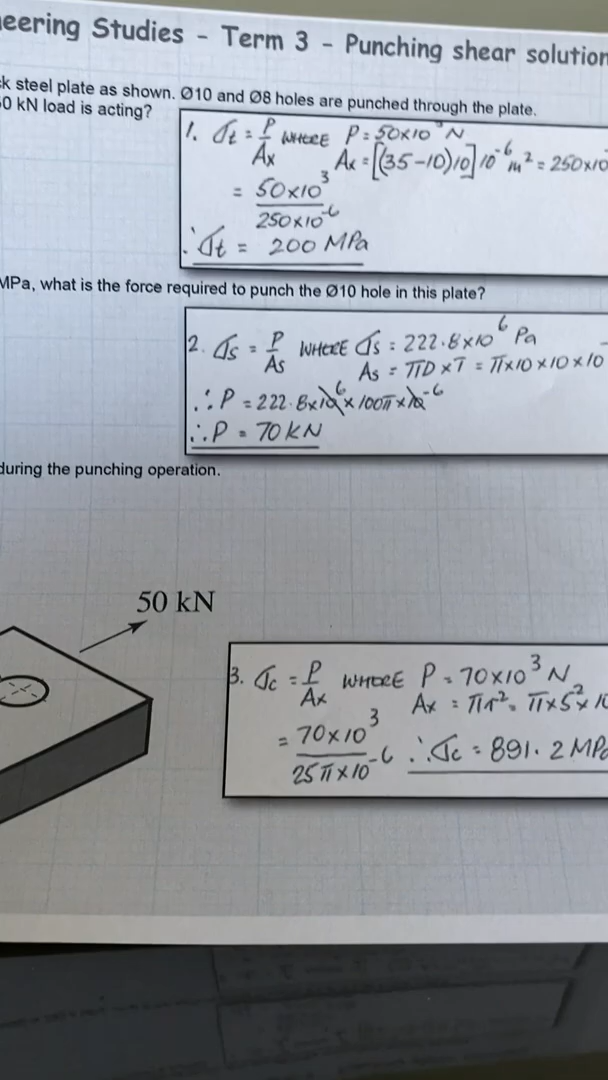 neering Studies - Term 3 - Punching shear solution
ck steel plate as shown. Ø10 and Ø8 holes are punched through the plate.
50 kN load is acting?
1. σt = P/Ax WHERE P = 50×10³ N
Ax = [(35-10)10] 10⁻⁶ m² = 250×10
= 50×10³ / 250×10⁻⁶
∴ σt = 200 MPa
MPa, what is the force required to punch the Ø10 hole in this plate?
2. σs = P/As WHERE σs = 222.8×10⁶ Pa
As = πD × T = π×10×10×10
∴ P = 222.8×10⁶ × 100π×10⁻⁶
∴ P = 70 KN
during the punching operation.
50 kN
3. σc = P/Ax WHERE P = 70×10³ N
Ax = πr² = π×5²×10
= 70×10³ / 25π×10⁻⁶ ∴ σc = 891.2 MPa